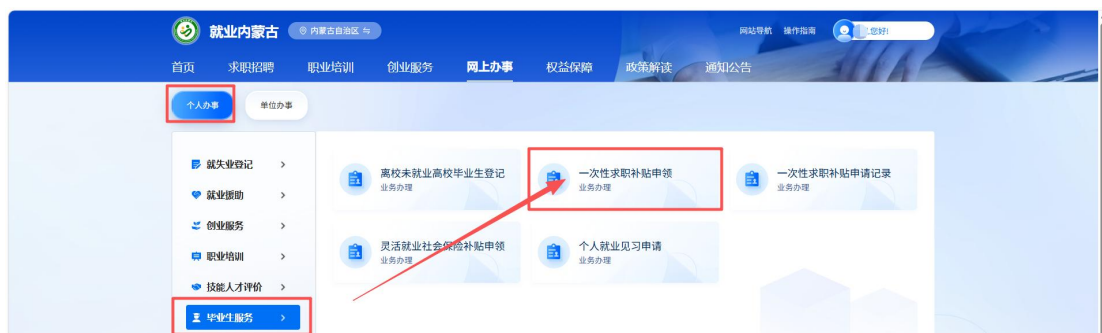 就业内蒙古 内蒙古自治区 网站导航 操作指南 您好!
首页 求职招聘 职业培训 创业服务 网上办事 权益保障 政策解读 通知公告
个人办事 单位办事
就失业登记
就业援助
创业服务
职业培训
技能人才评价
毕业生服务
离校未就业高校毕业生登记
业务办理
一次性求职补贴申领
业务办理
一次性求职补贴申请记录
业务办理
灵活就业社会保险补贴申领
业务办理
个人就业见习申请
业务办理